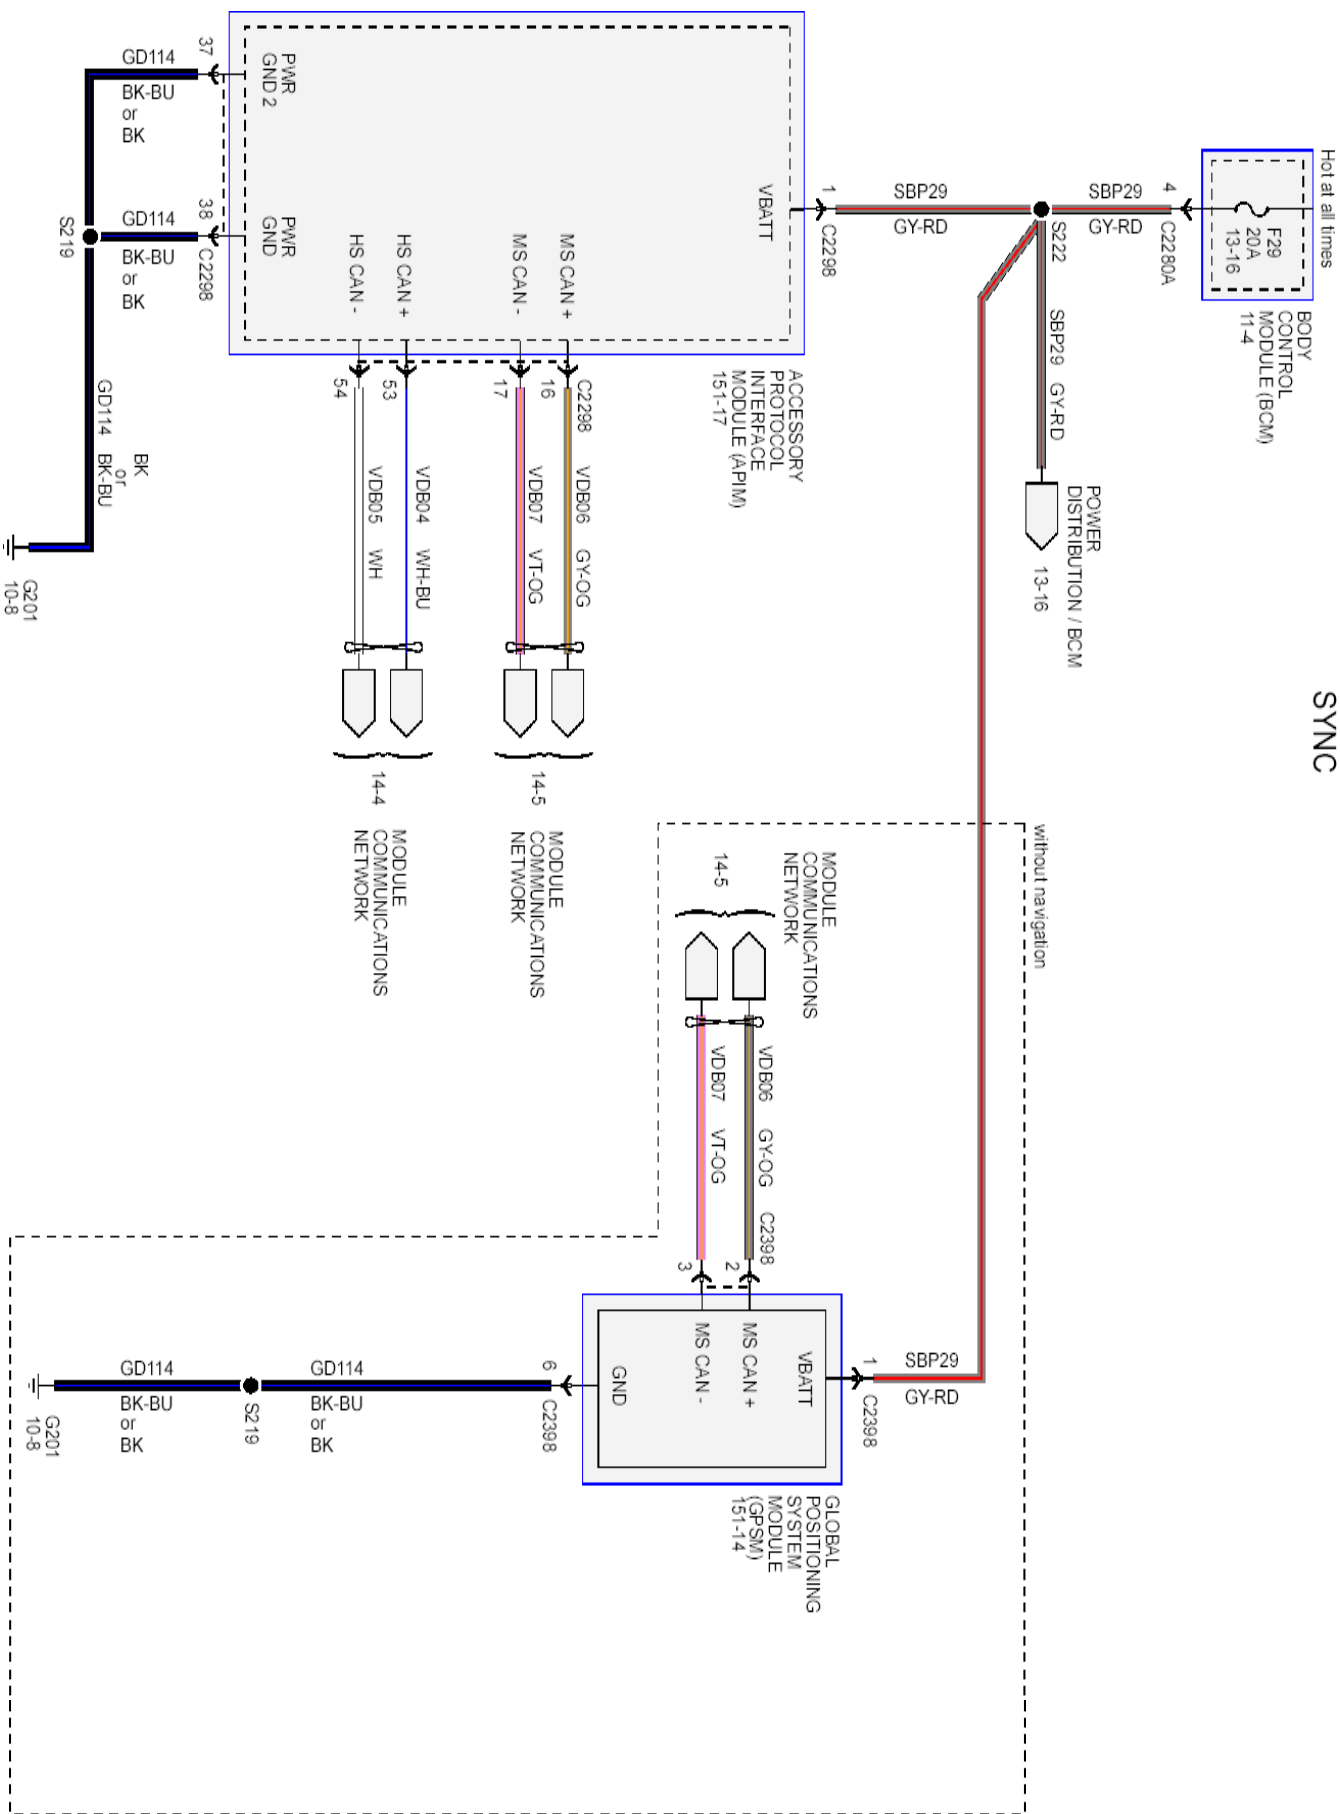 SYNC
Hot at all times
F29
20A
13-16
BODY
CONTROL
MODULE (BCM)
11-4
4
C2280A
SBP29
GY-RD
S222
SBP29 GY-RD
POWER
DISTRIBUTION / BCM
13-16
SBP29
GY-RD
1
C2298
VBATT
ACCESSORY
PROTOCOL
INTERFACE
MODULE (APIM)
151-17
PWR
GND 2
PWR
GND
HS CAN -
HS CAN +
MS CAN -
MS CAN +
54
53
17
16
C2298
VDB05 WH
VDB04 WH-BU
VDB07 VT-OG
VDB06 GY-OG
14-4
MODULE
COMMUNICATIONS
NETWORK
14-5
MODULE
COMMUNICATIONS
NETWORK
37
GD114
BK-BU
or
BK
38
C2298
GD114
BK-BU
or
BK
S219
BK
or
GD114 BK-BU
G201
10-8
without navigation
MODULE
COMMUNICATIONS
NETWORK
14-5
VDB06 GY-OG
C2398
VDB07 VT-OG
3
2
MS CAN -
MS CAN +
VBATT
GND
SBP29
GY-RD
1
C2398
GLOBAL
POSITIONING
SYSTEM
MODULE
(GPSM)
151-14
6
C2398
GD114
BK-BU
or
BK
S219
GD114
BK-BU
or
BK
G201
10-8